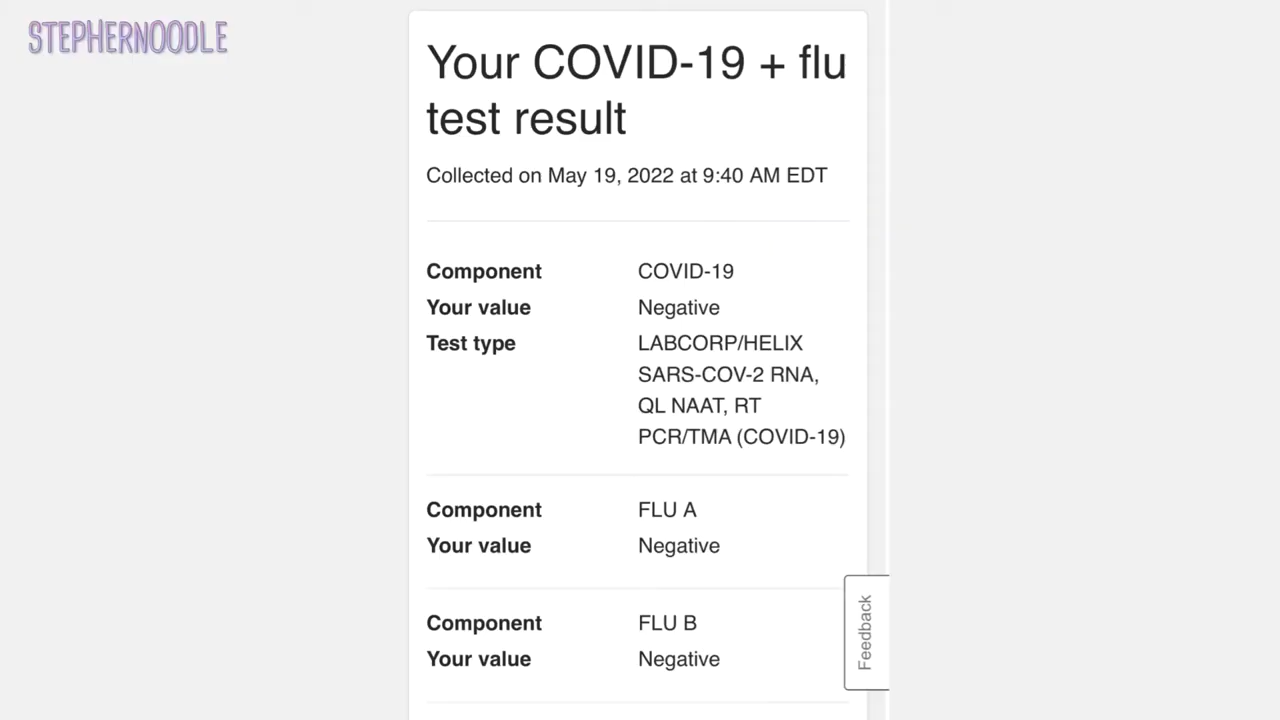 STEPHERNOODLE
Your COVID-19 + flu
test result
Collected on May 19, 2022 at 9:40 AM EDT
Component COVID-19
Your value Negative
Test type LABCORP/HELIX
SARS-COV-2 RNA,
QL NAAT, RT
PCR/TMA (COVID-19)
Component FLU A
Your value Negative
Component FLU B
Your value Negative
Feedback